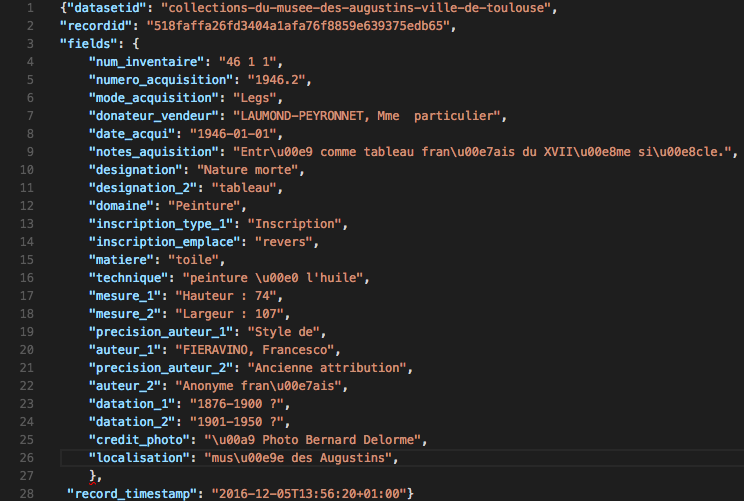 1 {"datasetid": "collections-du-musee-des-augustins-ville-de-toulouse",
2 "recordid": "518faffa26fd3404a1afa76f8859e639375edb65",
3 "fields": {
4 "num_inventaire": "46 1 1",
5 "numero_acquisition": "1946.2",
6 "mode_acquisition": "Legs",
7 "donateur_vendeur": "LAUMOND-PEYRONNET, Mme  particulier",
8 "date_acqui": "1946-01-01",
9 "notes_aquisition": "Entr\u00e9 comme tableau fran\u00e7ais du XVII\u00e8me si\u00e8cle.",
10 "designation": "Nature morte",
11 "designation_2": "tableau",
12 "domaine": "Peinture",
13 "inscription_type_1": "Inscription",
14 "inscription_emplace": "revers",
15 "matiere": "toile",
16 "technique": "peinture \u00e0 l'huile",
17 "mesure_1": "Hauteur : 74",
18 "mesure_2": "Largeur : 107",
19 "precision_auteur_1": "Style de",
20 "auteur_1": "FIERAVINO, Francesco",
21 "precision_auteur_2": "Ancienne attribution",
22 "auteur_2": "Anonyme fran\u00e7ais",
23 "datation_1": "1876-1900 ?",
24 "datation_2": "1901-1950 ?",
25 "credit_photo": "\u00a9 Photo Bernard Delorme",
26 "localisation": "mus\u00e9e des Augustins",
27 },
28 "record_timestamp": "2016-12-05T13:56:20+01:00"}